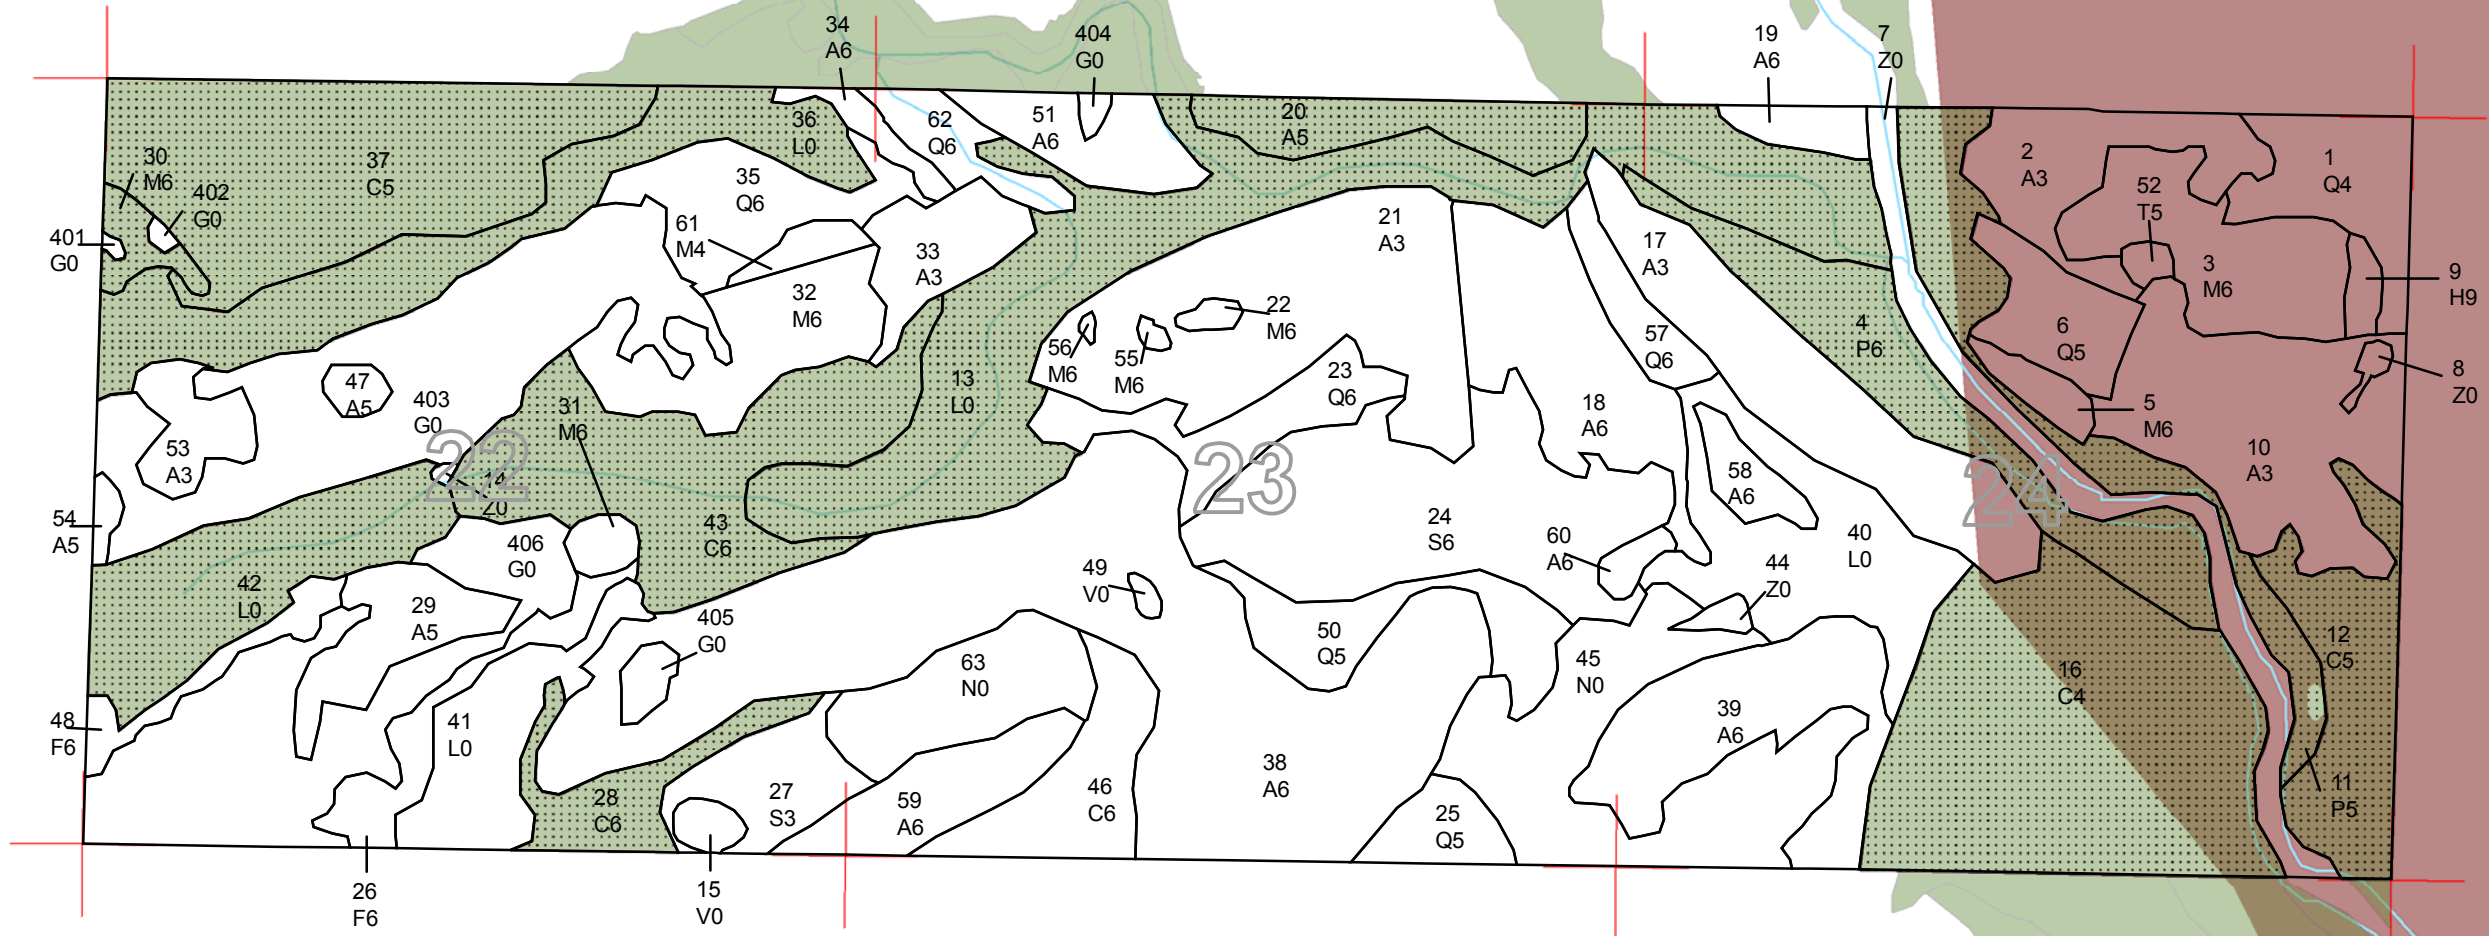 34
A6
404
G0
19
A6
7
Z0
30
M6
402
G0
37
C5
36
L0
62
Q6
51
A6
20
A5
2
A3
1
Q4
52
T5
401
G0
35
Q6
61
M4
33
A3
32
M6
21
A3
17
A3
3
M6
9
H9
22
M6
56
M6
55
M6
57
Q6
4
P6
6
Q5
8
Z0
47
A5
403
G0
31
M6
13
L0
23
Q6
18
A6
5
M6
53
A3
22
14
Z0
23
58
A6
24
10
A3
54
A5
406
G0
43
C6
24
S6
60
A6
40
L0
42
L0
29
A5
49
V0
44
Z0
405
G0
50
Q5
12
C5
63
N0
45
N0
16
C4
48
F6
41
L0
39
A6
28
C6
27
S3
59
A6
46
C6
38
A6
25
Q5
11
P5
26
F6
15
V0